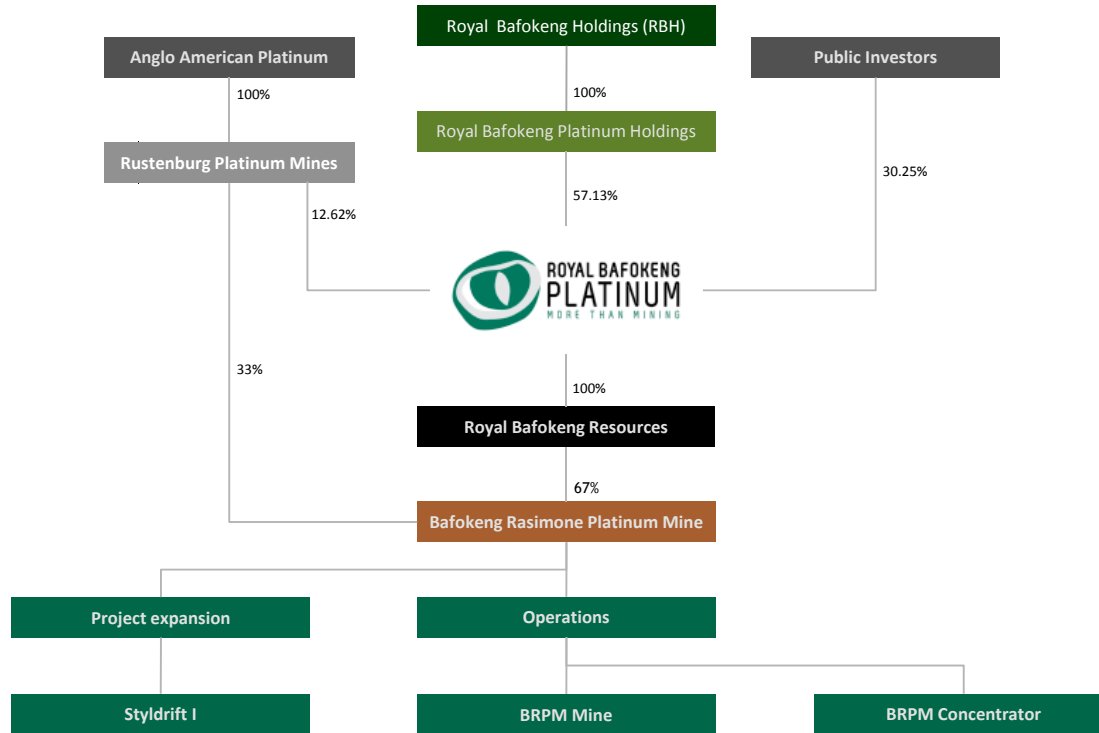 Royal Bafokeng Holdings (RBH)
Anglo American Platinum
Public Investors
100%
100%
Royal Bafokeng Platinum Holdings
Rustenburg Platinum Mines
30.25%
57.13%
12.62%
ROYAL BAFOKENG
PLATINUM
MORE THAN MINING
33%
100%
Royal Bafokeng Resources
67%
Bafokeng Rasimone Platinum Mine
Project expansion
Operations
Styldrift I
BRPM Mine
BRPM Concentrator